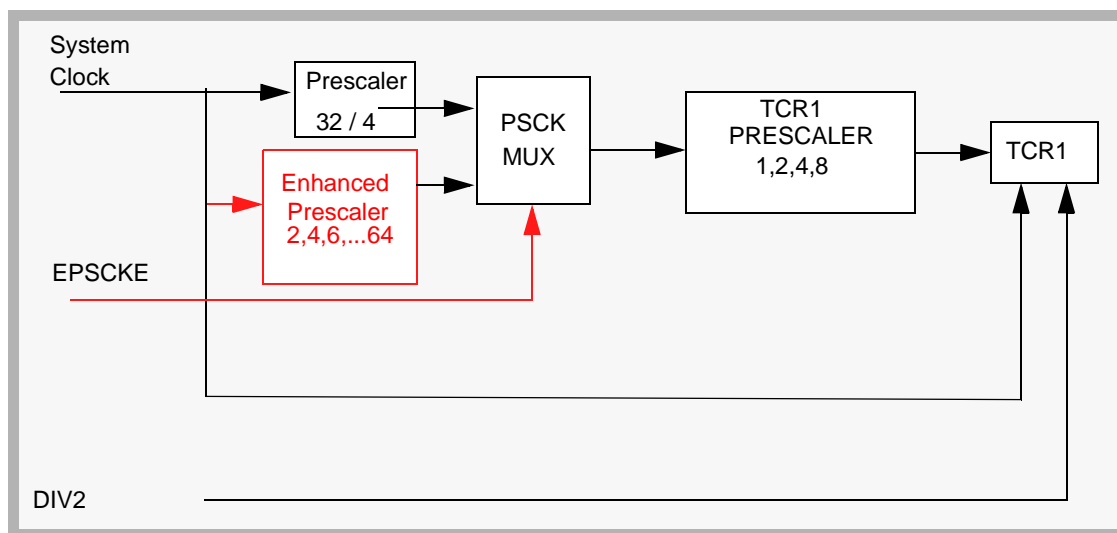 System
Clock
Prescaler
32 / 4
PSCK
MUX
TCR1
PRESCALER
1,2,4,8
TCR1
Enhanced
Prescaler
2,4,6,...64
EPSCKE
DIV2